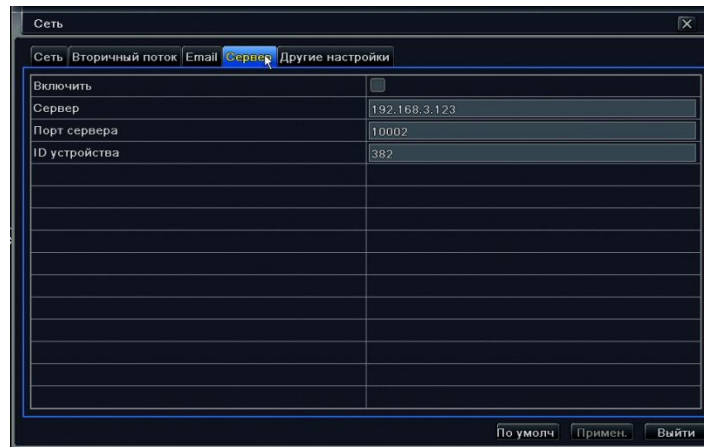 Сеть
Сеть Вторичный поток Email Сервер Другие настройки
Включить
Сервер 192.168.3.123
Порт сервера 10002
ID устройства 382
По умолч Примен. Выйти